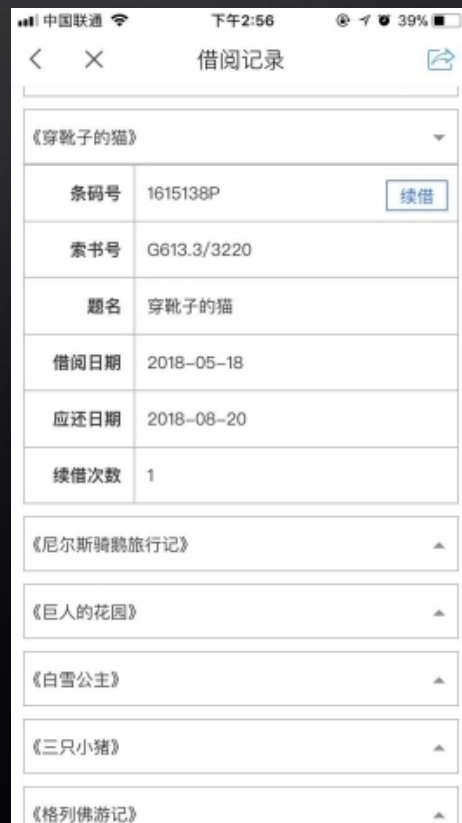 中国联通 下午2:56 39%
借阅记录
《穿靴子的猫》
条码号 1615138P 续借
索书号 G613.3/3220
题名 穿靴子的猫
借阅日期 2018-05-18
应还日期 2018-08-20
续借次数 1
《尼尔斯骑鹅旅行记》
《巨人的花园》
《白雪公主》
《三只小猪》
《格列佛游记》